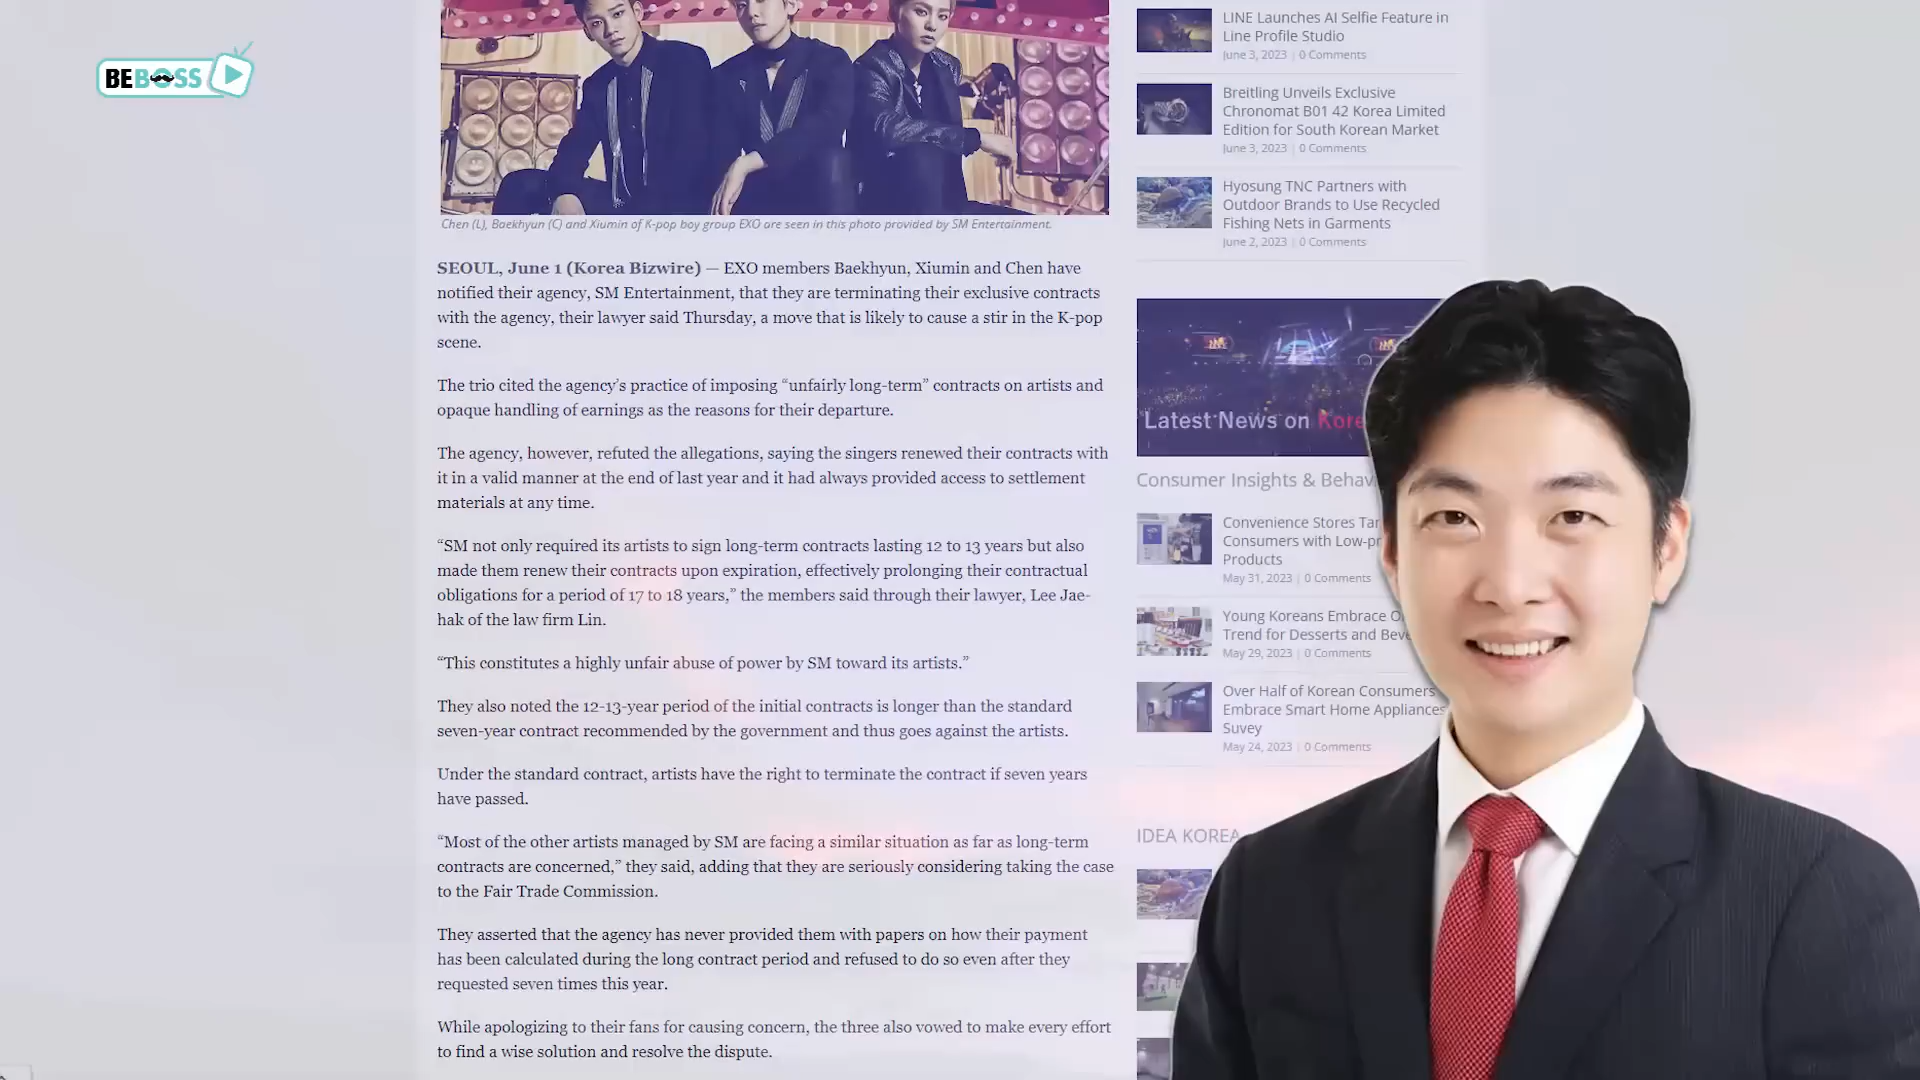 BEBOSS
Chen (L), Baekhyun (C) and Xiumin of K-pop boy group EXO are seen in this photo provided by SM Entertainment.
SEOUL, June 1 (Korea Bizwire) — EXO members Baekhyun, Xiumin and Chen have
notified their agency, SM Entertainment, that they are terminating their exclusive contracts
with the agency, their lawyer said Thursday, a move that is likely to cause a stir in the K-pop
scene.
The trio cited the agency's practice of imposing “unfairly long-term” contracts on artists and
opaque handling of earnings as the reasons for their departure.
The agency, however, refuted the allegations, saying the singers renewed their contracts with
it in a valid manner at the end of last year and it had always provided access to settlement
materials at any time.
“SM not only required its artists to sign long-term contracts lasting 12 to 13 years but also
made them renew their contracts upon expiration, effectively prolonging their contractual
obligations for a period of 17 to 18 years,” the members said through their lawyer, Lee Jae-
hak of the law firm Lin.
“This constitutes a highly unfair abuse of power by SM toward its artists.”
They also noted the 12-13-year period of the initial contracts is longer than the standard
seven-year contract recommended by the government and thus goes against the artists.
Under the standard contract, artists have the right to terminate the contract if seven years
have passed.
“Most of the other artists managed by SM are facing a similar situation as far as long-term
contracts are concerned,” they said, adding that they are seriously considering taking the case
to the Fair Trade Commission.
They asserted that the agency has never provided them with papers on how their payment
has been calculated during the long contract period and refused to do so even after they
requested seven times this year.
While apologizing to their fans for causing concern, the three also vowed to make every effort
to find a wise solution and resolve the dispute.
LINE Launches AI Selfie Feature in
Line Profile Studio
June 3, 2023 | 0 Comments
Breitling Unveils Exclusive
Chronomat B01 42 Korea Limited
Edition for South Korean Market
June 3, 2023 | 0 Comments
Hyosung TNC Partners with
Outdoor Brands to Use Recycled
Fishing Nets in Garments
June 2, 2023 | 0 Comments
Latest News on Kore
Consumer Insights & Behavi
Convenience Stores Tar
Consumers with Low-pr
Products
May 31, 2023 | 0 Comments
Young Koreans Embrace O
Trend for Desserts and Beve
May 29, 2023 | 0 Comments
Over Half of Korean Consumers
Embrace Smart Home Appliances
Suvey
May 24, 2023 | 0 Comments
IDEA KOREA